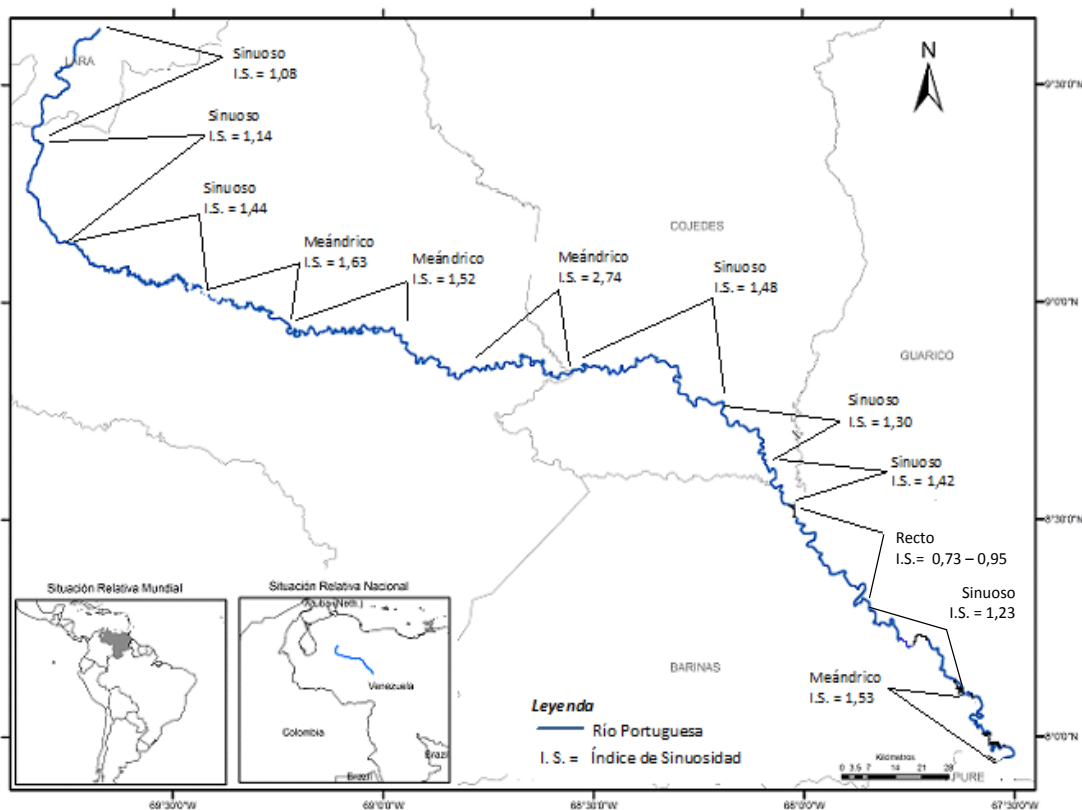 N
LARA
Sinuoso
I.S. = 1,08
9°30'0"N
Sinuoso
I.S. = 1,14
Sinuoso
I.S. = 1,44
COJEDES
Meándrico
I.S. = 1,63
Meándrico
I.S. = 1,52
Meándrico
I.S. = 2,74
Sinuoso
I.S. = 1,48
9°0'0"N
GUARICO
Sinuoso
I.S. = 1,30
Sinuoso
I.S. = 1,42
8°30'0"N
Recto
I.S.= 0,73 – 0,95
Sinuoso
I.S. = 1,23
Situación Relativa Mundial
Situación Relativa Nacional
Aruba (Neth.)
Venezuela
Colombia
Brazil
Brazil
BARINAS
Meándrico
I.S. = 1,53
Leyenda
Río Portuguesa
I. S. = Índice de Sinuosidad
8°0'0"N
Kilómetros
0 3.5 7 14 21 28
PURE
69°30'0"W
69°0'0"W
68°30'0"W
68°0'0"W
67°30'0"W